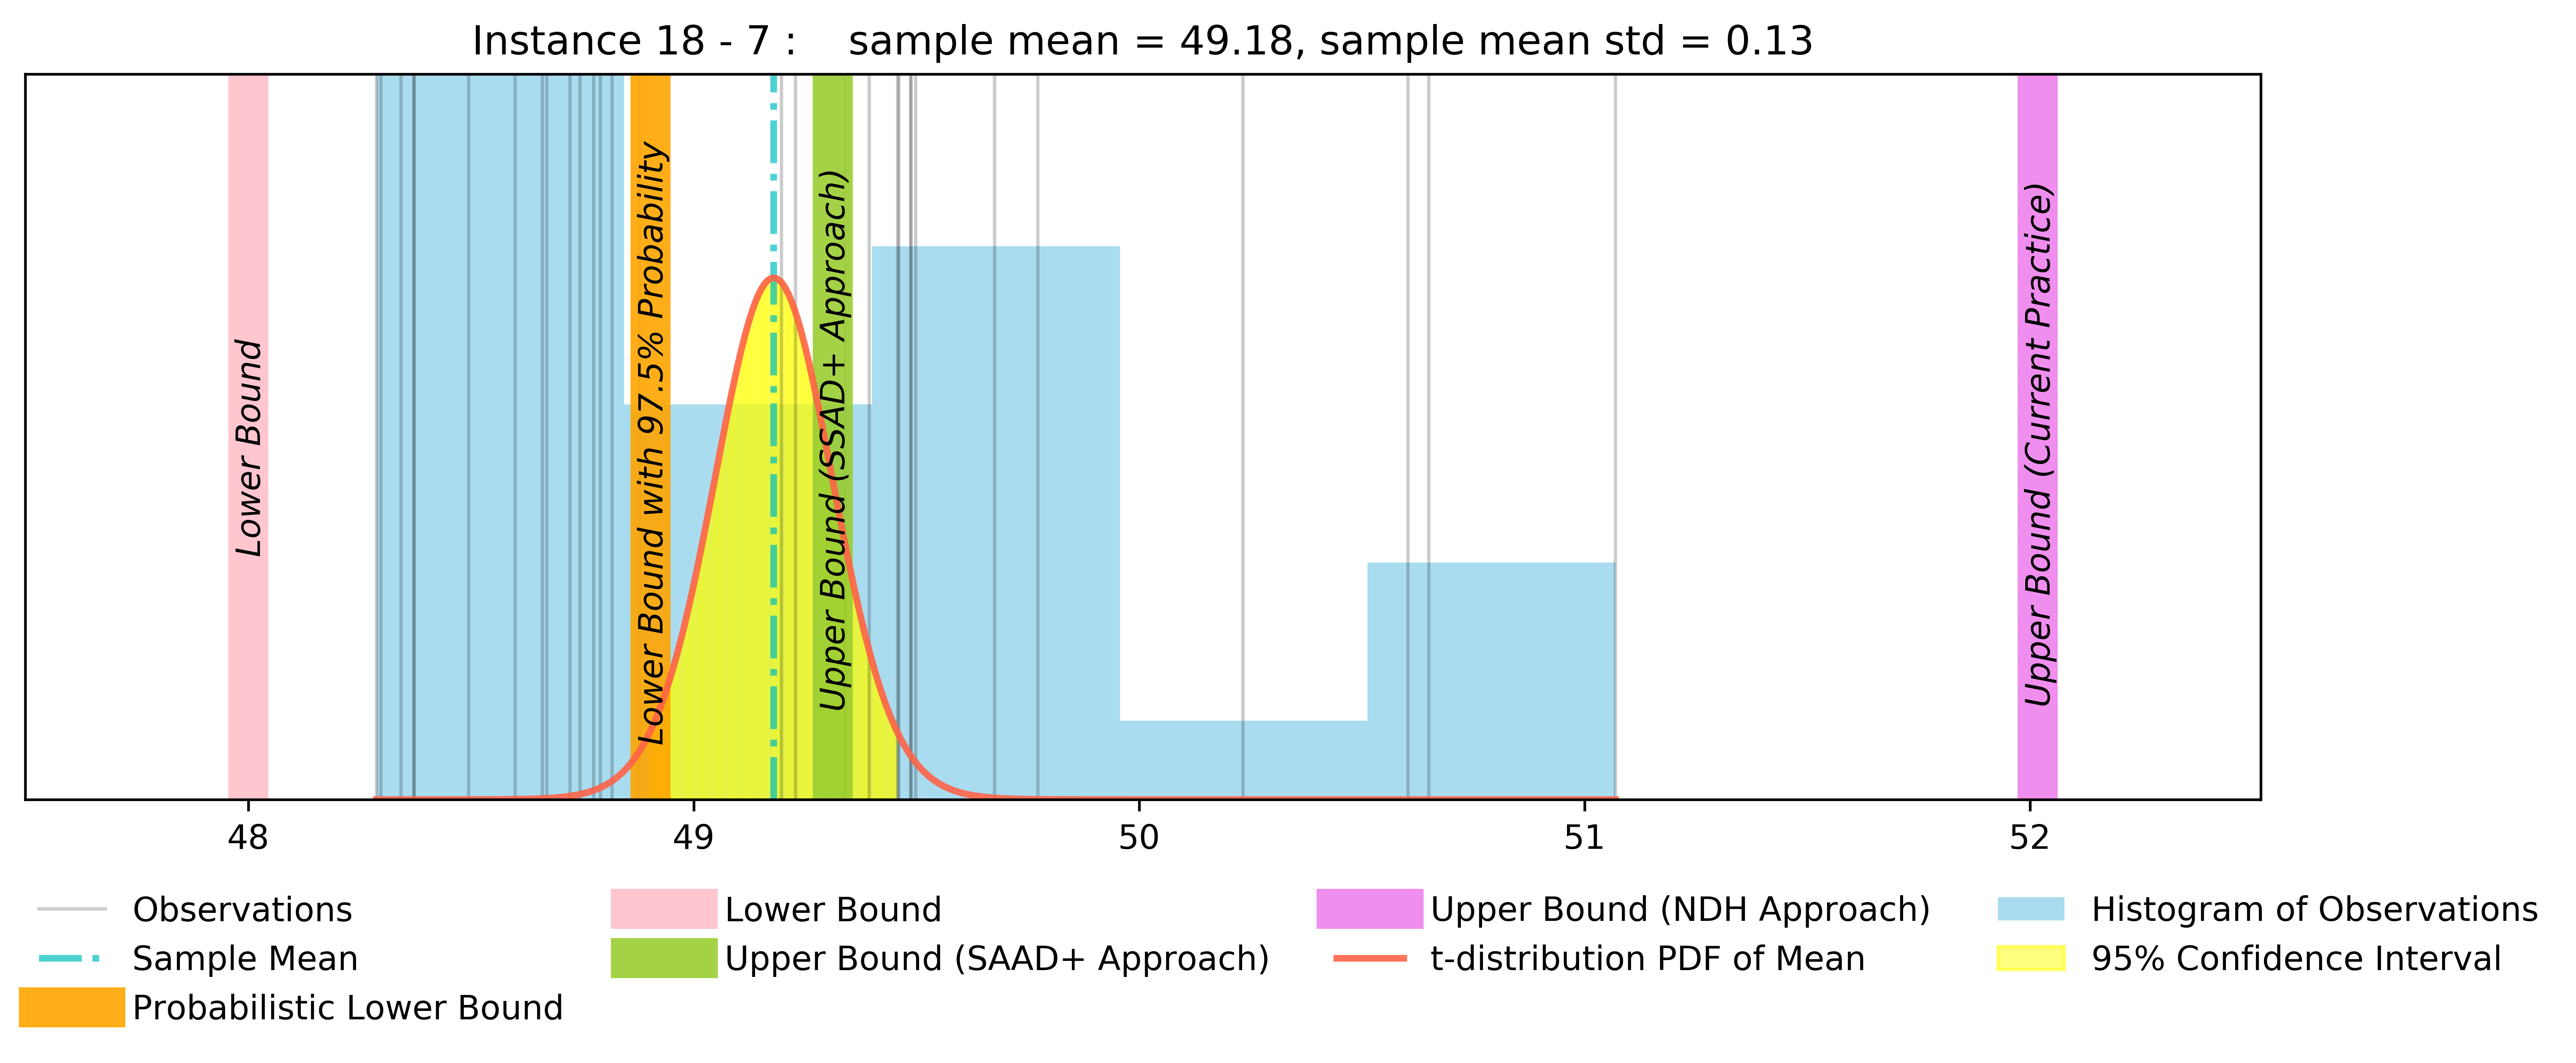 Instance 18 - 7 :    sample mean = 49.18, sample mean std = 0.13
Lower Bound
Lower Bound with 97.5% Probability
Upper Bound (SSAD+ Approach)
Upper Bound (Current Practice)
48 49 50 51 52
Observations
Sample Mean
Probabilistic Lower Bound
Lower Bound
Upper Bound (SAAD+ Approach)
Upper Bound (NDH Approach)
t-distribution PDF of Mean
Histogram of Observations
95% Confidence Interval